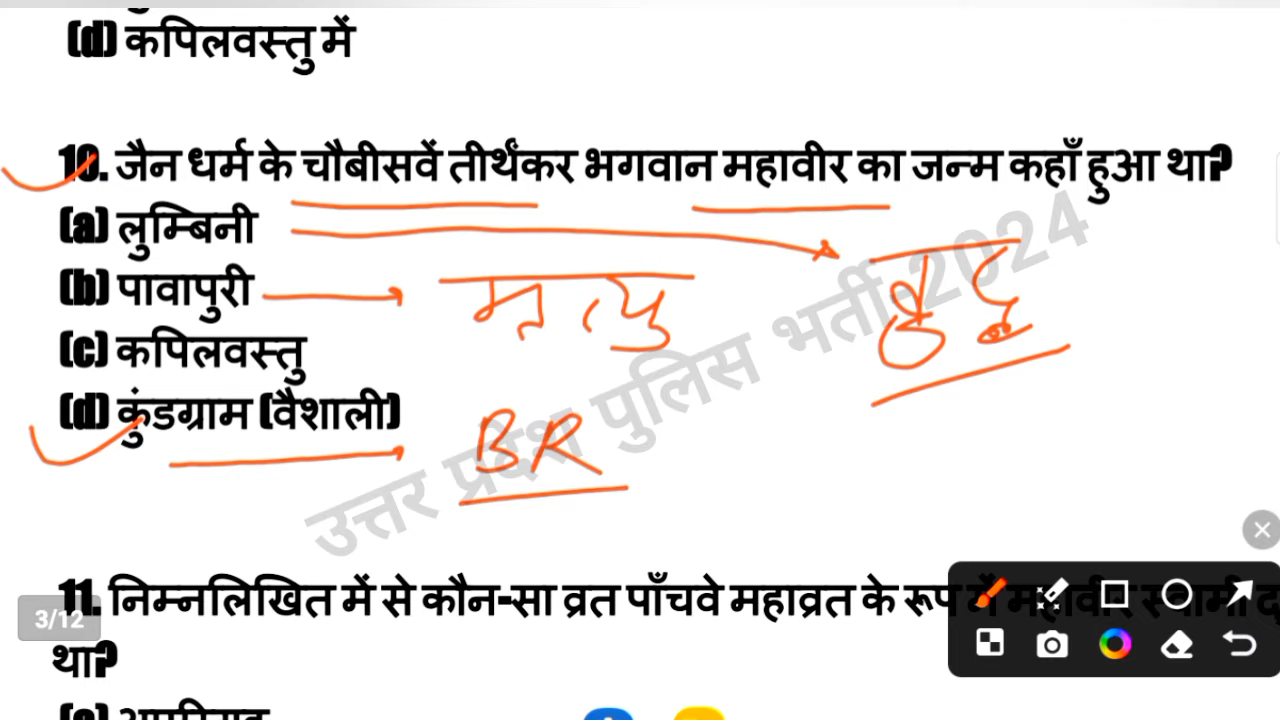 (d) कपिलवस्तु में
10. जैन धर्म के चौबीसवें तीर्थंकर भगवान महावीर का जन्म कहाँ हुआ था?
(a) लुम्बिनी
बुद्ध
(b) पावापुरी
मृत्यु
(c) कपिलवस्तु
(d) कुंडग्राम (वैशाली)
BR
उत्तर प्रदेश पुलिस भर्ती-2024
11. निम्नलिखित में से कौन-सा व्रत पाँचवे महाव्रत के रूप में महावीर स्वामी
3/12
था?
(a)